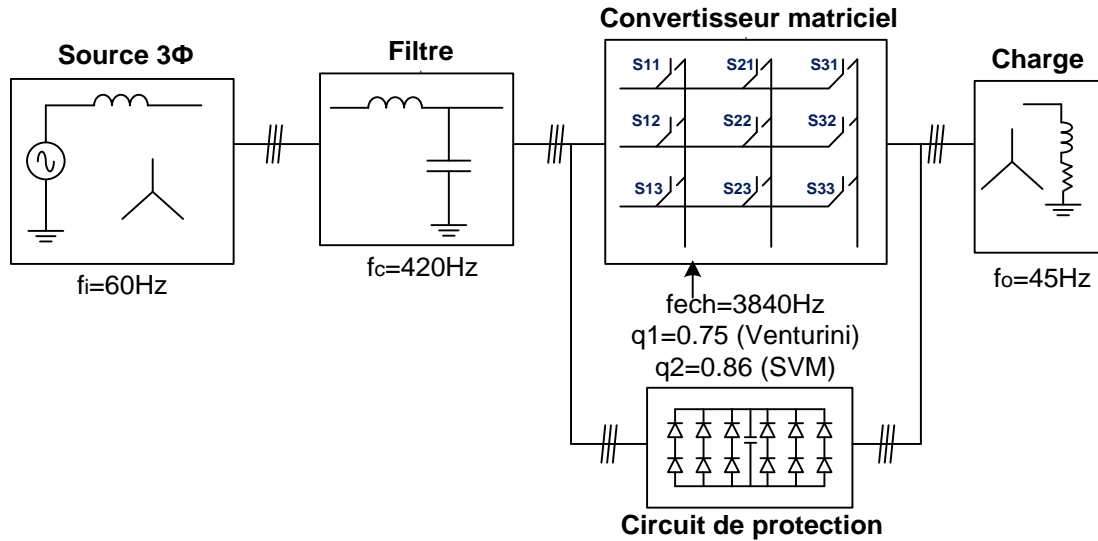 Convertisseur matriciel
Source 3Φ
Filtre
Charge
S11 S21 S31
S12 S22 S32
S13 S23 S33
fi=60Hz
fc=420Hz
fo=45Hz
fech=3840Hz
q1=0.75 (Venturini)
q2=0.86 (SVM)
Circuit de protection